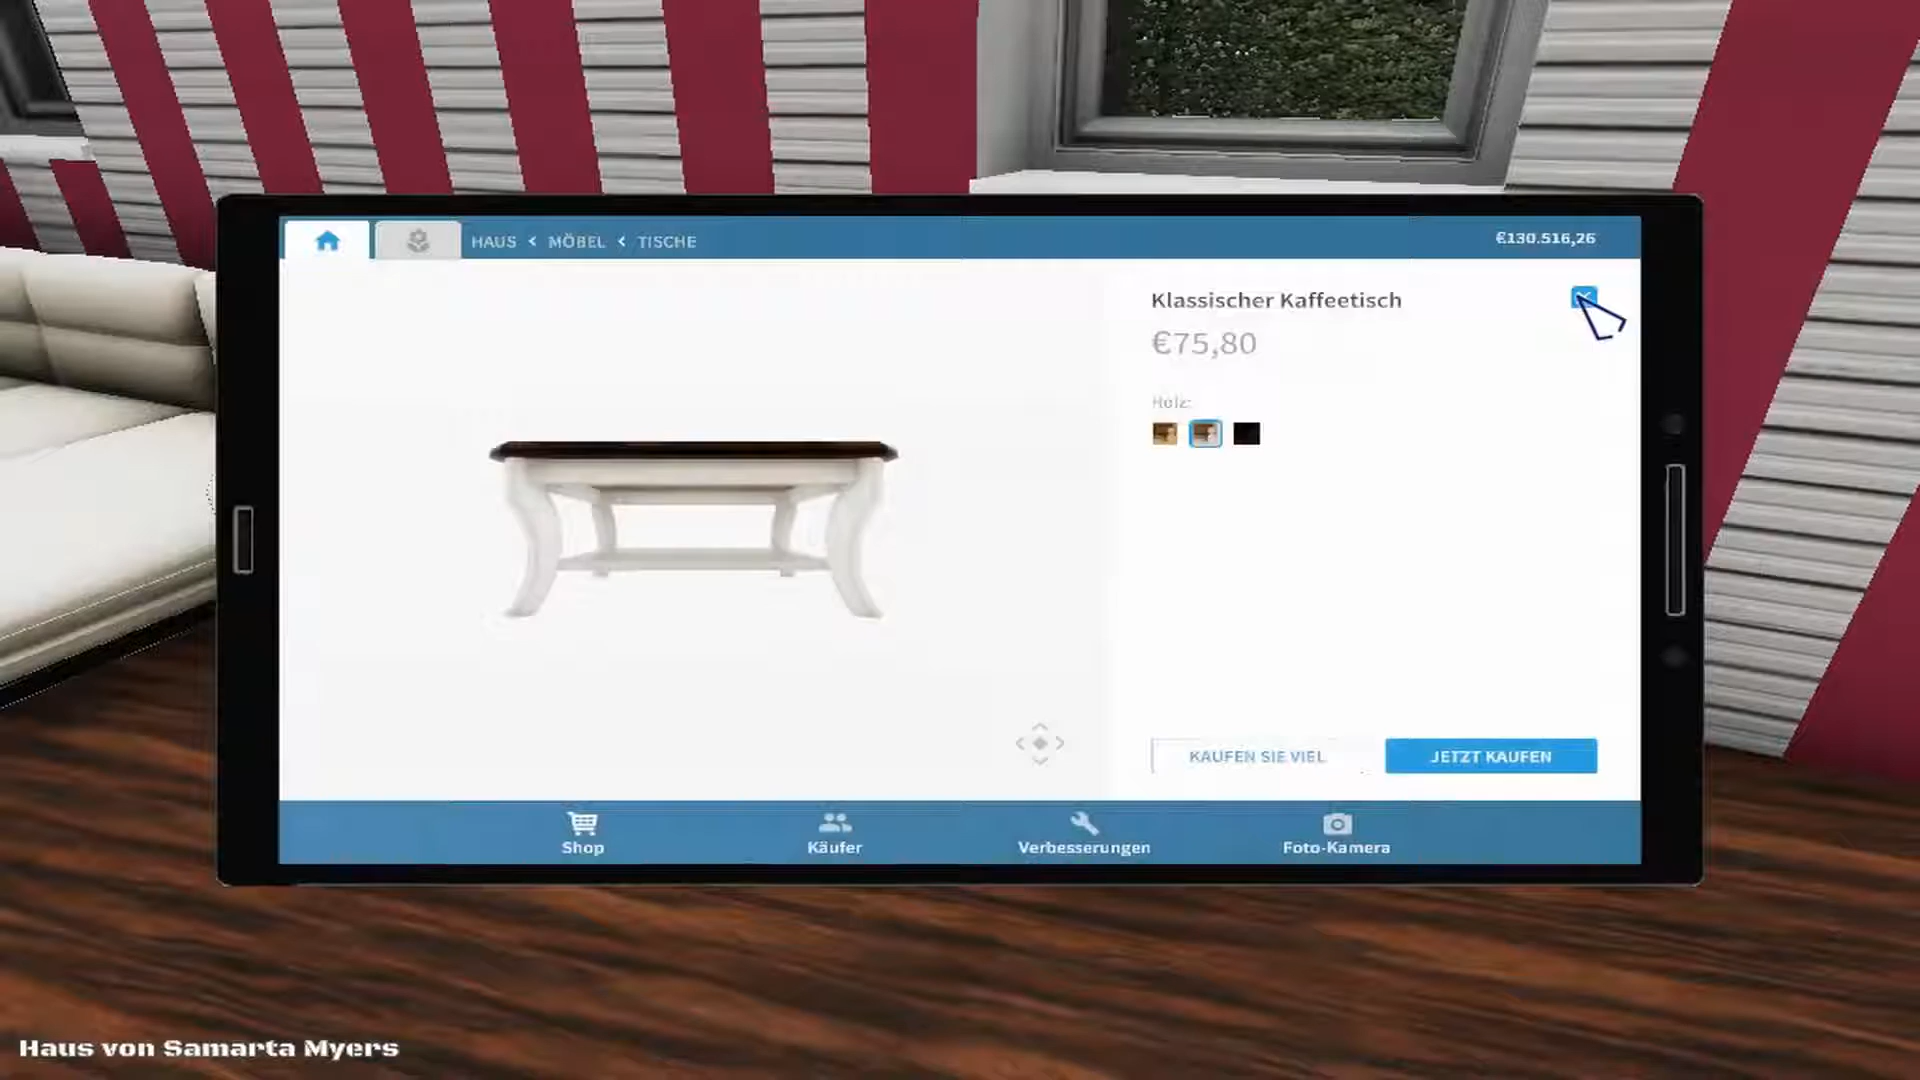 HAUS < MÖBEL < TISCHE
€130.516,26
Klassischer Kaffeetisch
€75,80
Holz:
KAUFEN SIE VIEL
JETZT KAUFEN
Shop
Käufer
Verbesserungen
Foto-Kamera
Haus von Samarta Myers